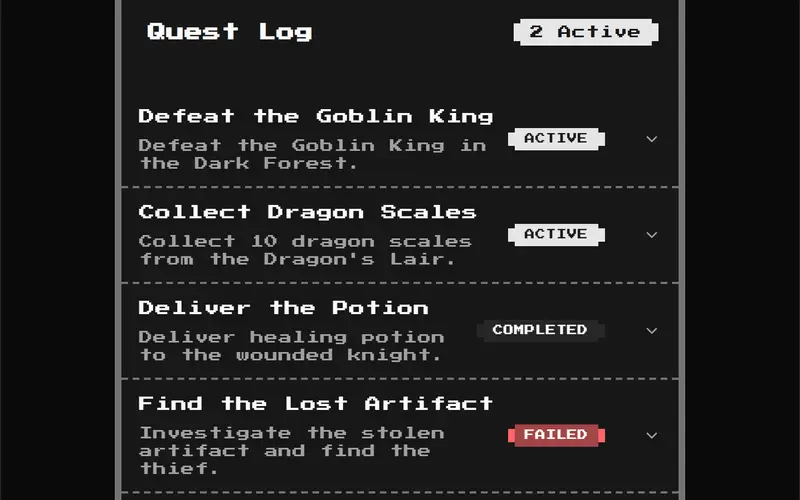 Quest Log
2 Active
Defeat the Goblin King
Defeat the Goblin King in
the Dark Forest.
ACTIVE
Collect Dragon Scales
Collect 10 dragon scales
from the Dragon's Lair.
ACTIVE
Deliver the Potion
Deliver healing potion
to the wounded knight.
COMPLETED
Find the Lost Artifact
Investigate the stolen
artifact and find the
thief.
FAILED